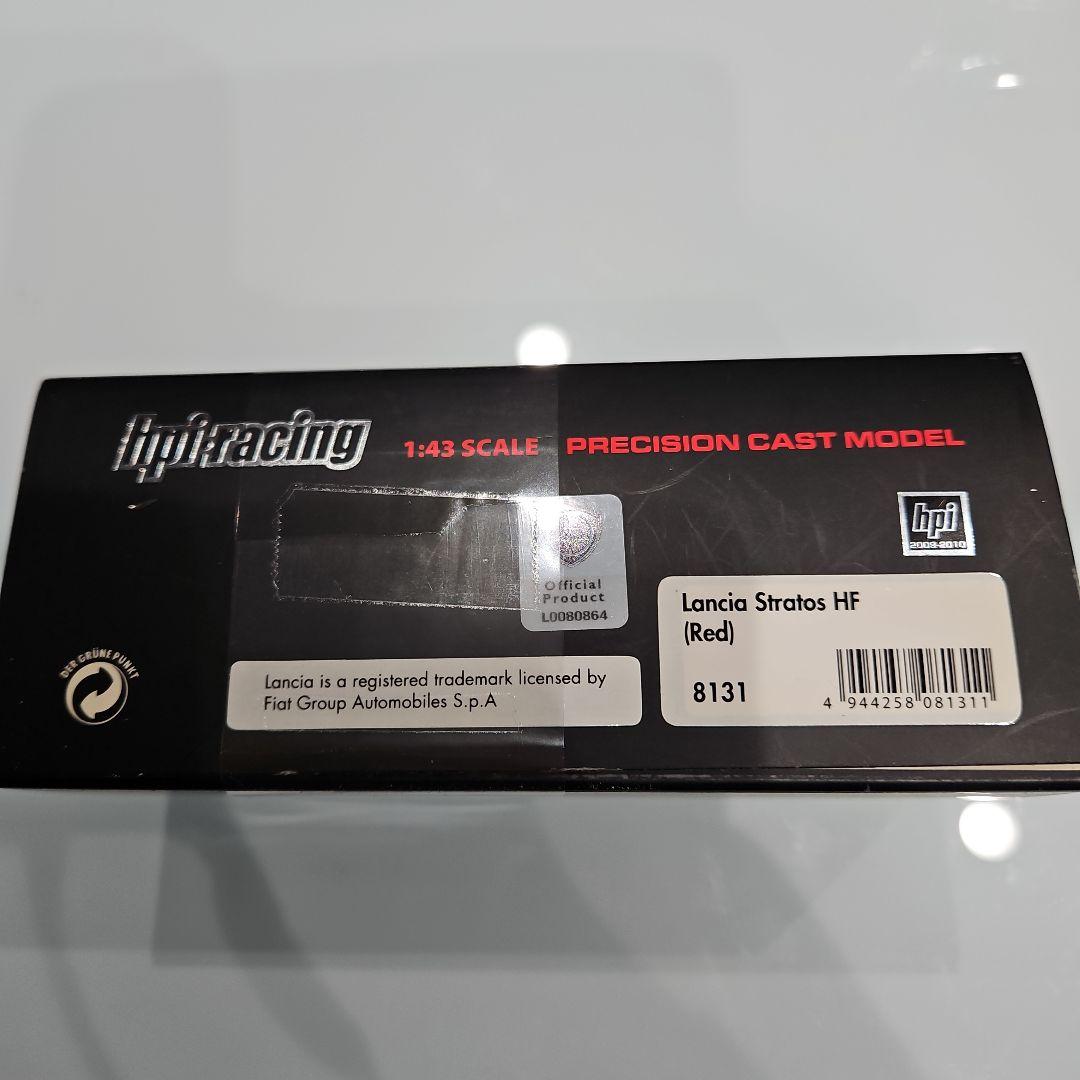 hpi·racing
1:43 SCALE PRECISION CAST MODEL
hpi
2009-2010
Official
Product
L0080864
Lancia Stratos HF
(Red)
8131
4 944258 081311
DER GRÜNE PUNKT
Lancia is a registered trademark licensed by
Fiat Group Automobiles S.p.A